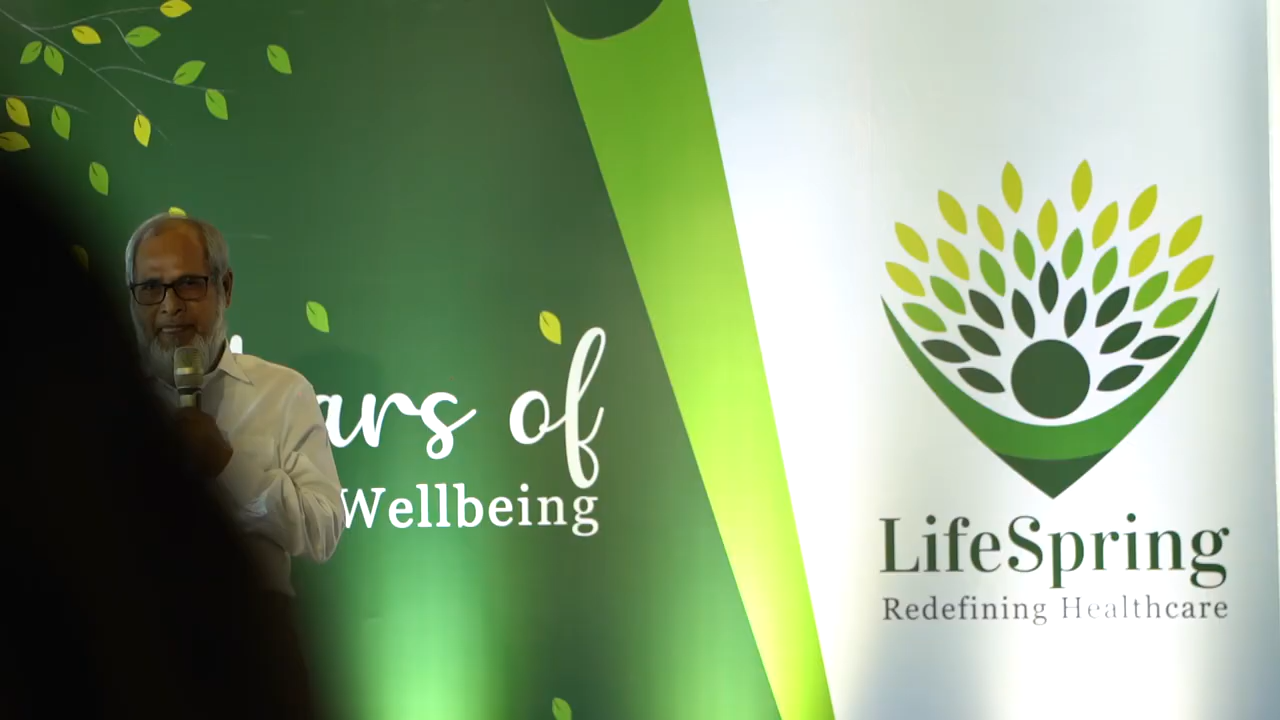 ars of
Wellbeing
LifeSpring
Redefining Healthcare